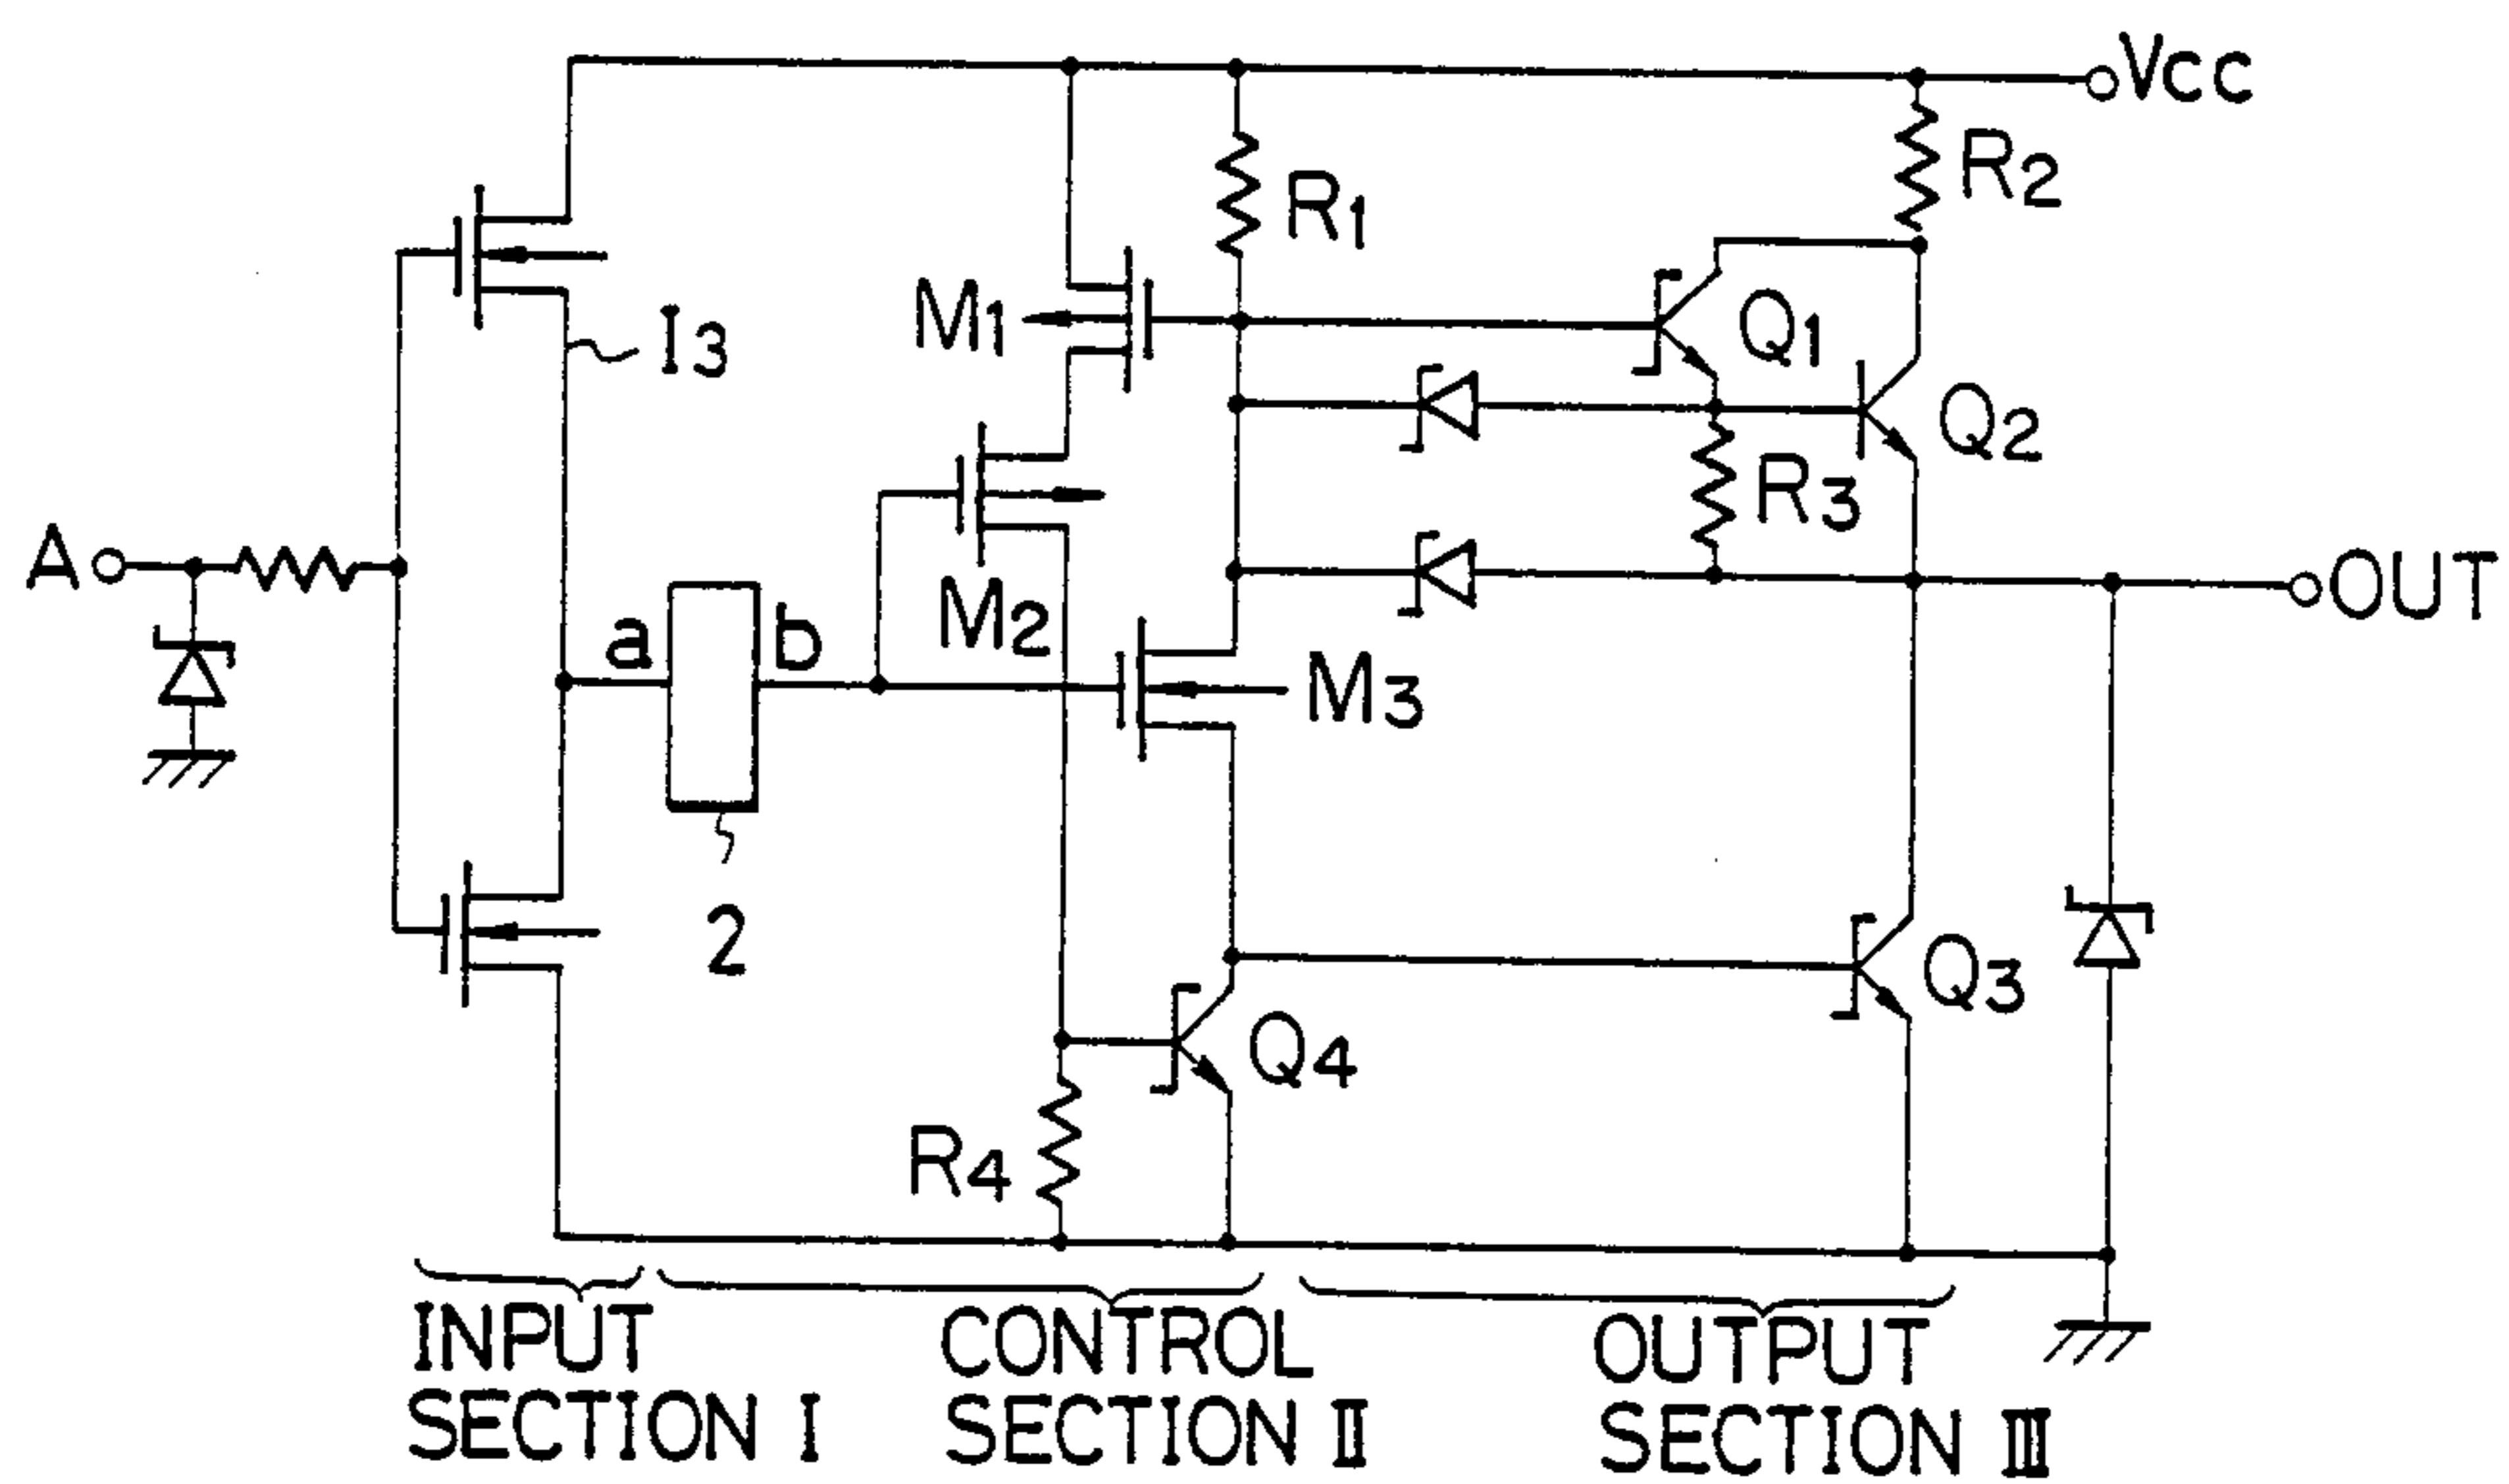 Vcc
R2
R1
M1
Q1
I3
Q2
R3
A
OUT
a
b
M2
M3
2
Q3
Q4
R4
INPUT
SECTION I
CONTROL
SECTION II
OUTPUT
SECTION III